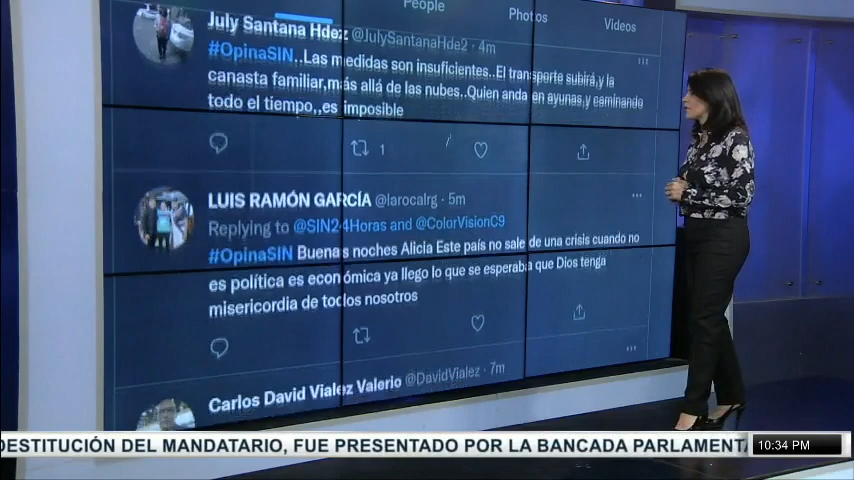 People
Photos
Videos
July Santana Hdez @JulySantanaHde2 · 4m
#OpinaSIN..Las medidas son insuficientes..El transporte subirá,y la
canasta familiar,más allá de las nubes..Quien anda en ayunas,y caminando
todo el tiempo,,es imposible
1
LUIS RAMÓN GARCÍA @larocalrg · 5m
Replying to @SIN24Horas and @ColorVisionC9
#OpinaSIN Buenas noches Alicia Este país no sale de una crisis cuando no
es política es económica ya llego lo que se esperaba que Dios tenga
misericordia de todos nosotros
Carlos David Vialez Valerio @DavidVialez · 7m
DESTITUCIÓN DEL MANDATARIO, FUE PRESENTADO POR LA BANCADA PARLAMENTA
10:34 PM